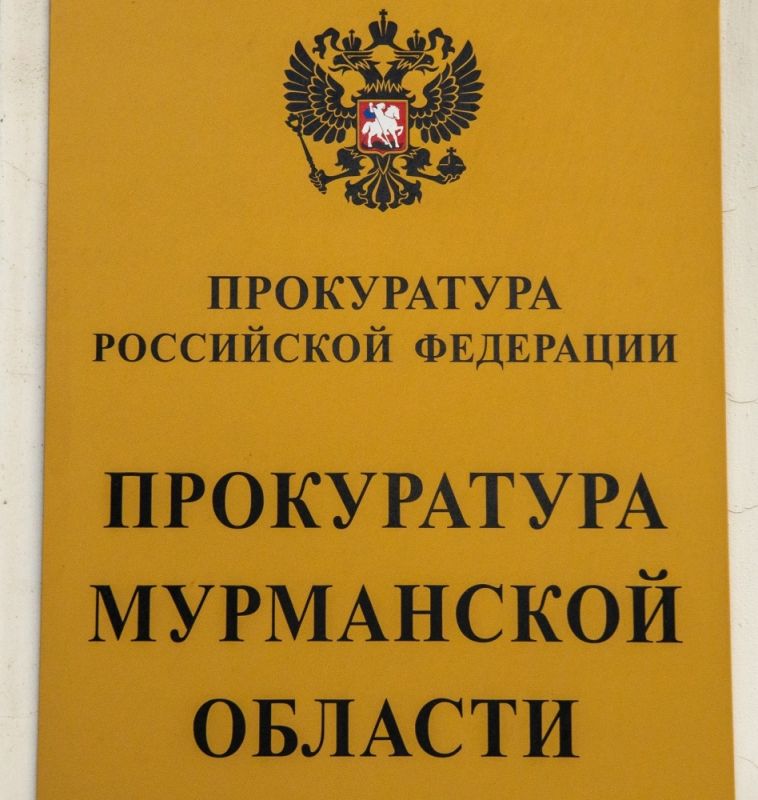 ПРОКУРАТУРА
РОССИЙСКОЙ ФЕДЕРАЦИИ
ПРОКУРАТУРА
МУРМАНСКОЙ
ОБЛАСТИ